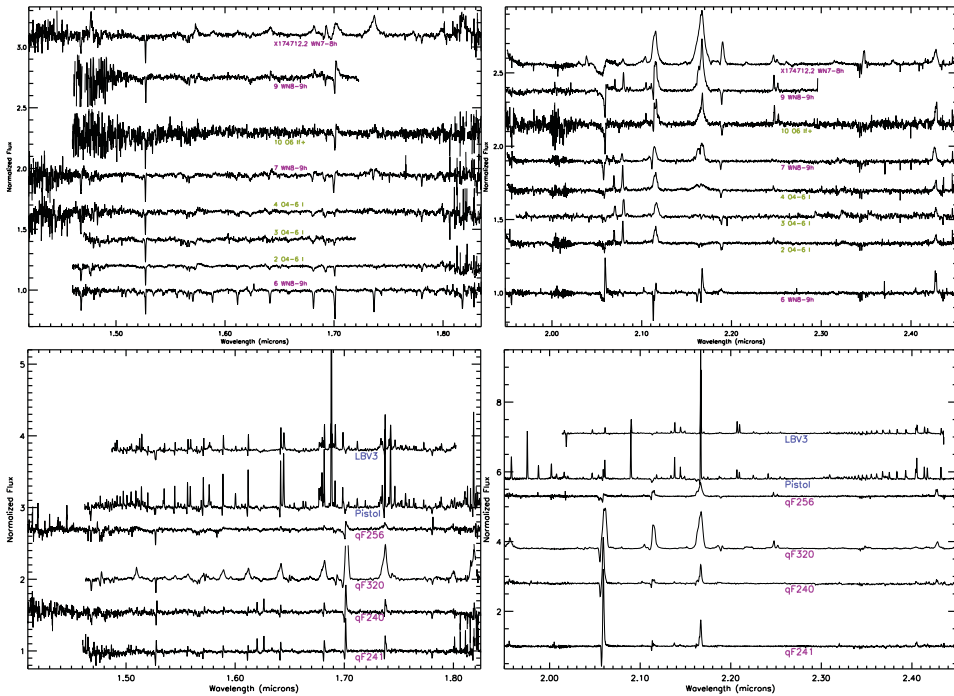 3.0
2.5
2.0
1.5
1.0
Normalized Flux
X174712.2 WN7-8h
9 WN8-9h
10 O6 If+
7 WN8-9h
4 O4-6 I
3 O4-6 I
2 O4-6 I
6 WN8-9h
1.50
1.60
1.70
1.80
Wavelength (microns)
2.5
2.0
1.5
1.0
Normalized Flux
X174712.2 WN7-8h
9 WN8-9h
10 O6 If+
7 WN8-9h
4 O4-6 I
3 O4-6 I
2 O4-6 I
6 WN8-9h
2.00
2.10
2.20
2.30
2.40
Wavelength (microns)
5
4
3
2
1
Normalized Flux
LBV3
Pistol
qF256
qF320
qF240
qF241
1.50
1.60
1.70
1.80
Wavelength (microns)
8
6
4
2
Normalized Flux
LBV3
Pistol
qF256
qF320
qF240
qF241
2.00
2.10
2.20
2.30
2.40
Wavelength (microns)